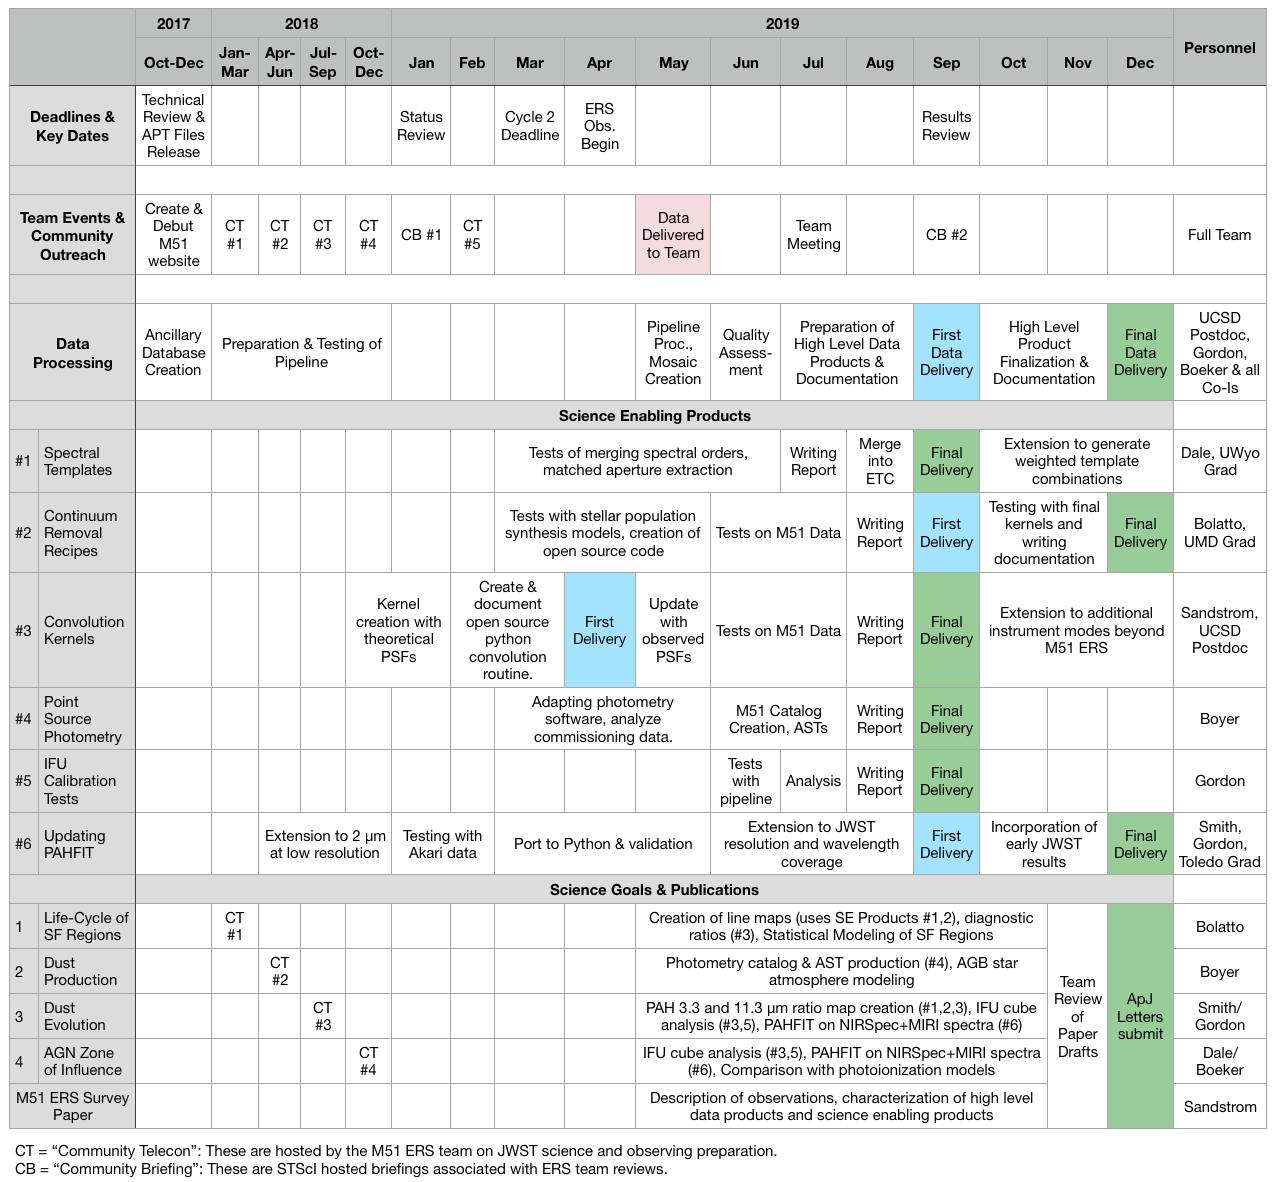 2017
2018
2019
Personnel
Oct-Dec
Jan-
Mar
Apr-
Jun
Jul-
Sep
Oct-
Dec
Jan
Feb
Mar
Apr
May
Jun
Jul
Aug
Sep
Oct
Nov
Dec
Deadlines &
Key Dates
Technical
Review &
APT Files
Release
Status
Review
Cycle 2
Deadline
ERS
Obs.
Begin
Results
Review
Team Events &
Community
Outreach
Create &
Debut
M51
website
CT
#1
CT
#2
CT
#3
CT
#4
CB #1
CT
#5
Data
Delivered
to Team
Team
Meeting
CB #2
Full Team
Data
Processing
Ancillary
Database
Creation
Preparation & Testing of
Pipeline
Pipeline
Proc.,
Mosaic
Creation
Quality
Assess-
ment
Preparation of
High Level Data
Products &
Documentation
First
Data
Delivery
High Level
Product
Finalization &
Documentation
Final
Data
Delivery
UCSD
Postdoc,
Gordon,
Boeker & all
Co-Is
Science Enabling Products
#1
Spectral
Templates
Tests of merging spectral orders,
matched aperture extraction
Writing
Report
Merge
into
ETC
Final
Delivery
Extension to generate
weighted template
combinations
Dale, UWyo
Grad
#2
Continuum
Removal
Recipes
Tests with stellar population
synthesis models, creation of
open source code
Tests on M51 Data
Writing
Report
First
Delivery
Testing with final
kernels and
writing
documentation
Final
Delivery
Bolatto,
UMD Grad
#3
Convolution
Kernels
Kernel
creation with
theoretical
PSFs
Create &
document
open source
python
convolution
routine.
First
Delivery
Update
with
observed
PSFs
Tests on M51 Data
Writing
Report
Final
Delivery
Extension to additional
instrument modes beyond
M51 ERS
Sandstrom,
UCSD
Postdoc
#4
Point
Source
Photometry
Adapting photometry
software, analyze
commissioning data.
M51 Catalog
Creation, ASTs
Writing
Report
Final
Delivery
Boyer
#5
IFU
Calibration
Tests
Tests
with
pipeline
Analysis
Writing
Report
Final
Delivery
Gordon
#6
Updating
PAHFIT
Extension to 2 μm
at low resolution
Testing with
Akari data
Port to Python & validation
Extension to JWST
resolution and wavelength
coverage
First
Delivery
Incorporation of
early JWST
results
Final
Delivery
Smith,
Gordon,
Toledo Grad
Science Goals & Publications
1
Life-Cycle of
SF Regions
CT
#1
Creation of line maps (uses SE Products #1,2), diagnostic
ratios (#3), Statistical Modeling of SF Regions
Team
Review
of
Paper
Drafts
ApJ
Letters
submit
Bolatto
2
Dust
Production
CT
#2
Photometry catalog & AST production (#4), AGB star
atmosphere modeling
Boyer
3
Dust
Evolution
CT
#3
PAH 3.3 and 11.3 μm ratio map creation (#1,2,3), IFU cube
analysis (#3,5), PAHFIT on NIRSpec+MIRI spectra (#6)
Smith/
Gordon
4
AGN Zone
of Influence
CT
#4
IFU cube analysis (#3,5), PAHFIT on NIRSpec+MIRI spectra
(#6), Comparison with photoionization models
Dale/
Boeker
M51 ERS Survey
Paper
Description of observations, characterization of high level
data products and science enabling products
Sandstrom
CT = “Community Telecon”: These are hosted by the M51 ERS team on JWST science and observing preparation.
CB = “Community Briefing”: These are STScI hosted briefings associated with ERS team reviews.